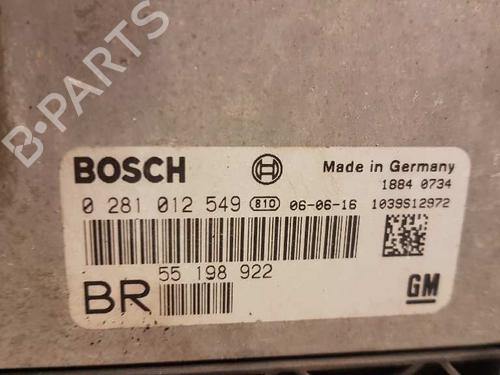 B-PARTS
BOSCH
Made in Germany
1884 0734
0 281 012 549 810 06-06-16 1039S12972
55 198 922
BR
GM